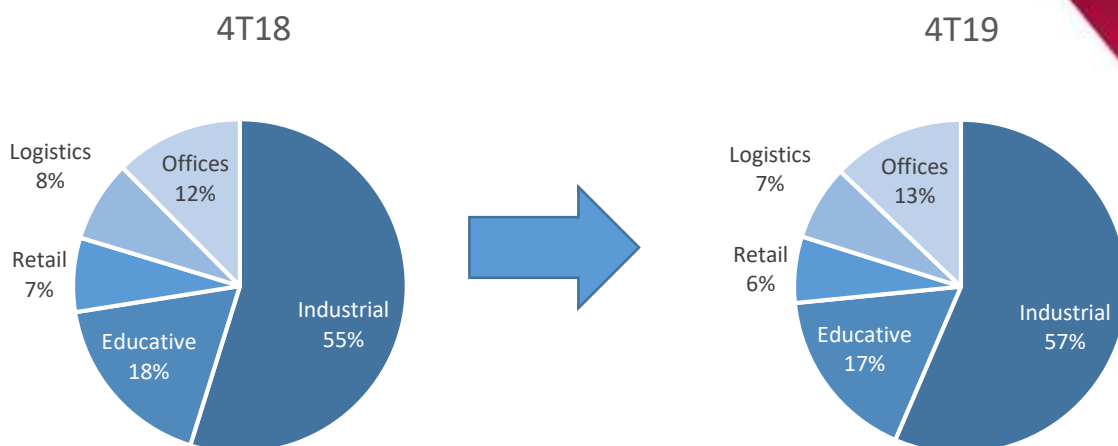 4T18
Logistics
8%
Offices
12%
Retail
7%
Industrial
55%
Educative
18%
4T19
Logistics
7%
Offices
13%
Retail
6%
Industrial
57%
Educative
17%